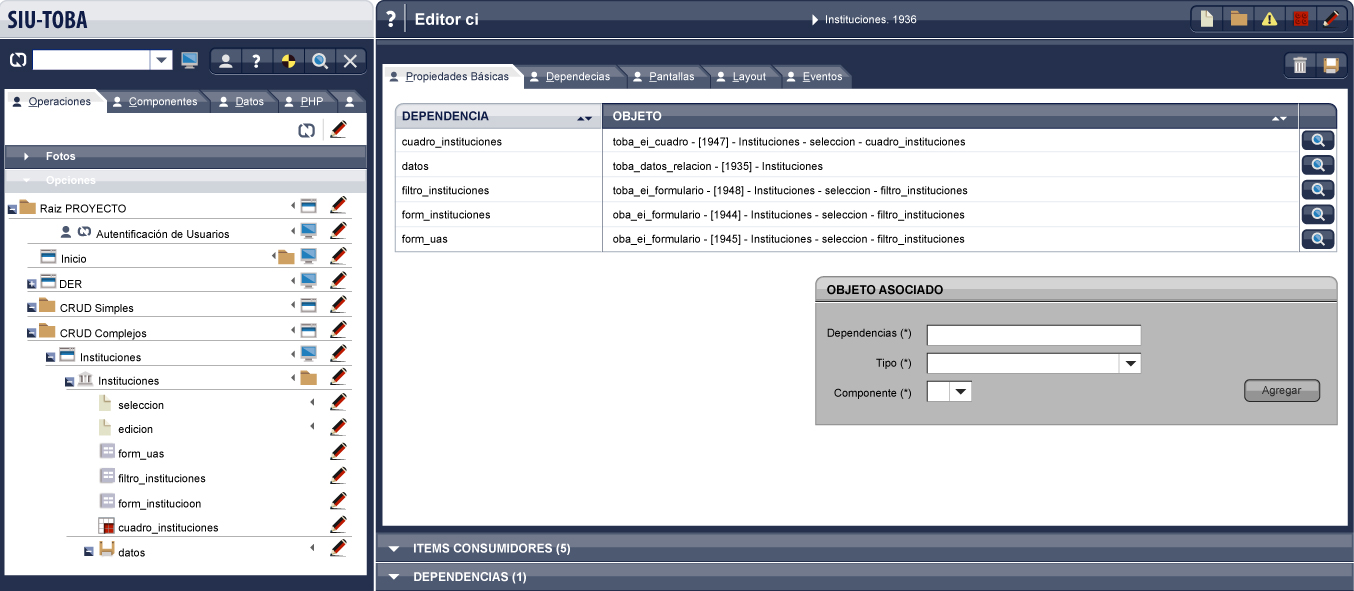 SIU-TOBA
? Editor ci
Instituciones. 1936
?
Operaciones Componentes Datos PHP
Propiedades Básicas Dependecias Pantallas Layout Eventos
Fotos
Opciones
Raiz PROYECTO
Autentificación de Usuarios
Inicio
DER
CRUD Simples
CRUD Complejos
Instituciones
Instituciones
seleccion
edicion
form_uas
filtro_instituciones
form_institucioon
cuadro_instituciones
datos
DEPENDENCIA OBJETO
cuadro_instituciones toba_ei_cuadro - [1947] - Instituciones - seleccion - cuadro_instituciones
datos toba_datos_relacion - [1935] - Instituciones
filtro_instituciones toba_ei_formulario - [1948] - Instituciones - seleccion - filtro_instituciones
form_instituciones oba_ei_formulario - [1944] - Instituciones - seleccion - filtro_instituciones
form_uas oba_ei_formulario - [1945] - Instituciones - seleccion - filtro_instituciones
OBJETO ASOCIADO
Dependencias (*)
Tipo (*)
Componente (*)
Agregar
ITEMS CONSUMIDORES (5)
DEPENDENCIAS (1)